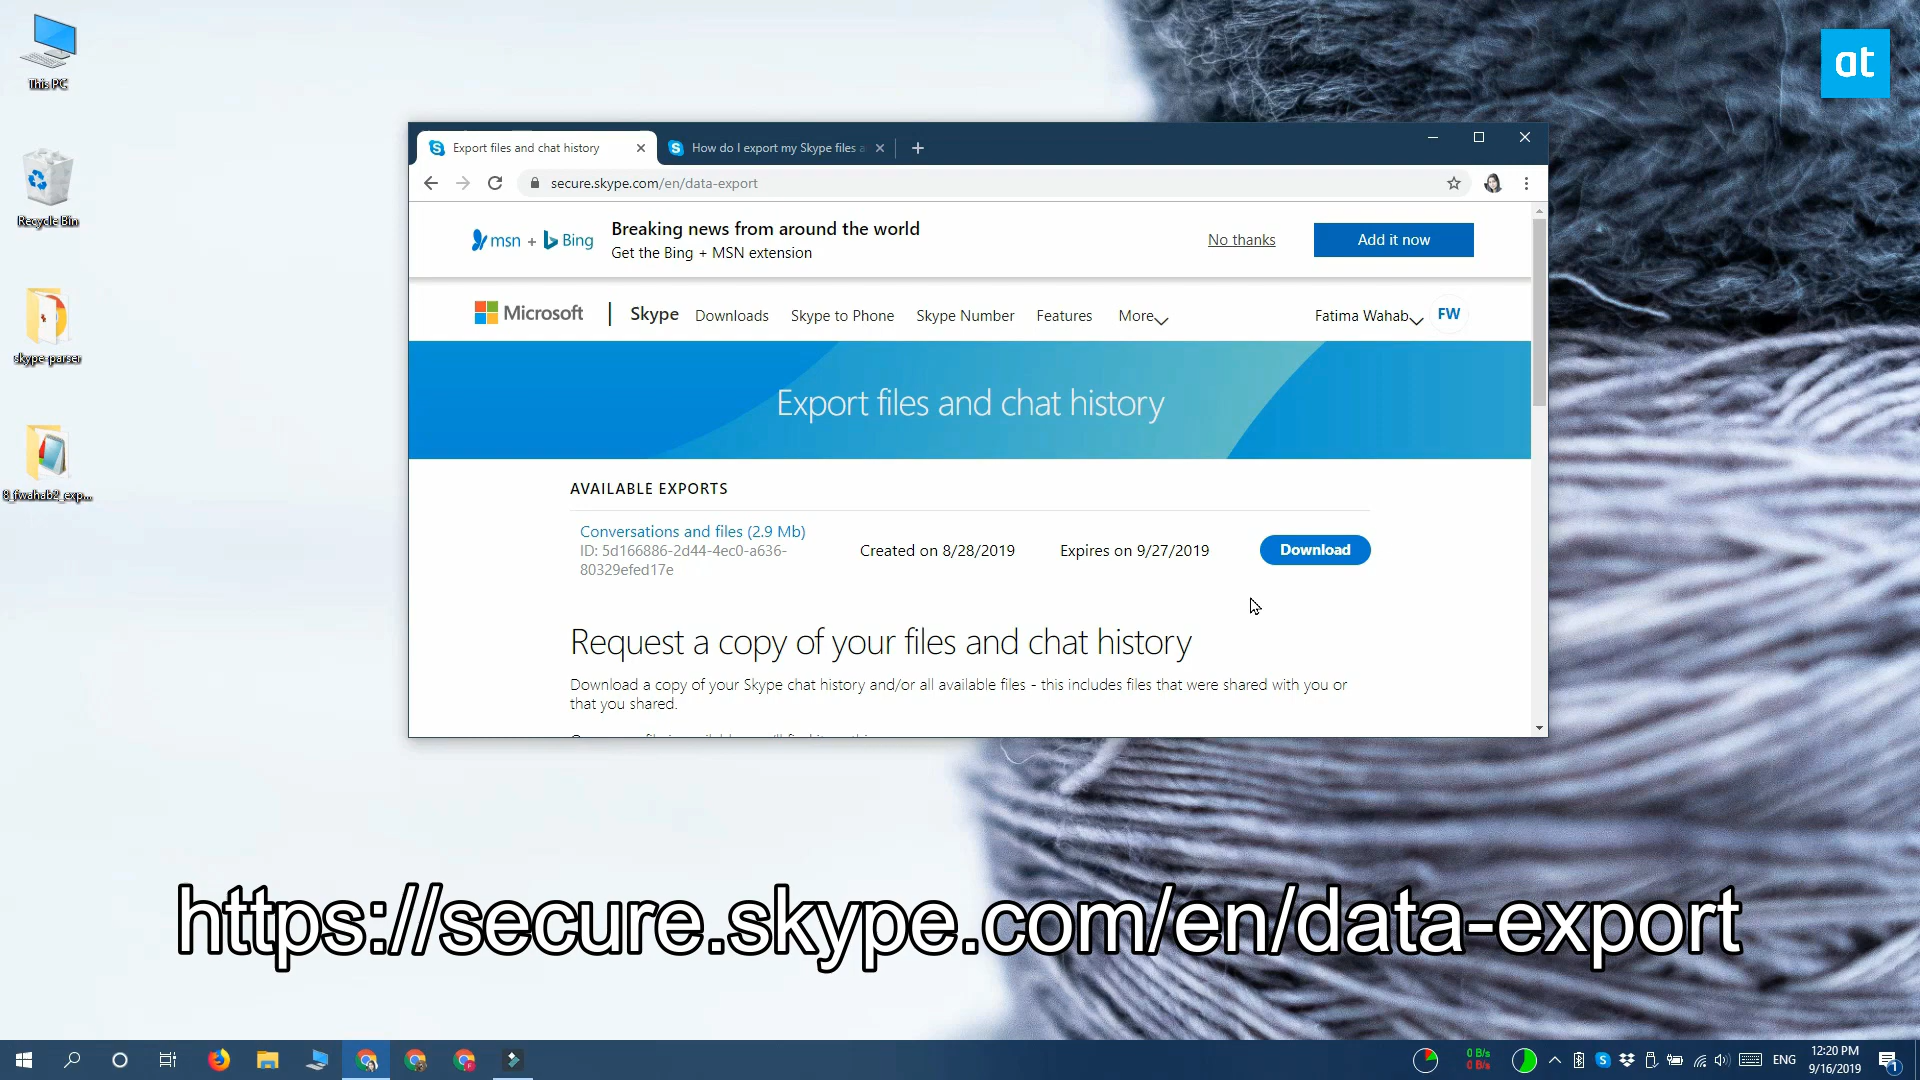 This PC
Recycle Bin
skype-parser
8_fwahab2_exp...
at
Export files and chat history
How do I export my Skype files a
secure.skype.com/en/data-export
msn + Bing
Breaking news from around the world
Get the Bing + MSN extension
No thanks
Add it now
Microsoft
Skype
Downloads
Skype to Phone
Skype Number
Features
More
Fatima Wahab
FW
Export files and chat history
AVAILABLE EXPORTS
Conversations and files (2.9 Mb)
ID: 5d166886-2d44-4ec0-a636-
80329efed17e
Created on 8/28/2019
Expires on 9/27/2019
Download
Request a copy of your files and chat history
Download a copy of your Skype chat history and/or all available files - this includes files that were shared with you or
that you shared.
https://secure.skype.com/en/data-export
0 B/s
0 B/s
ENG
12:20 PM
9/16/2019
1